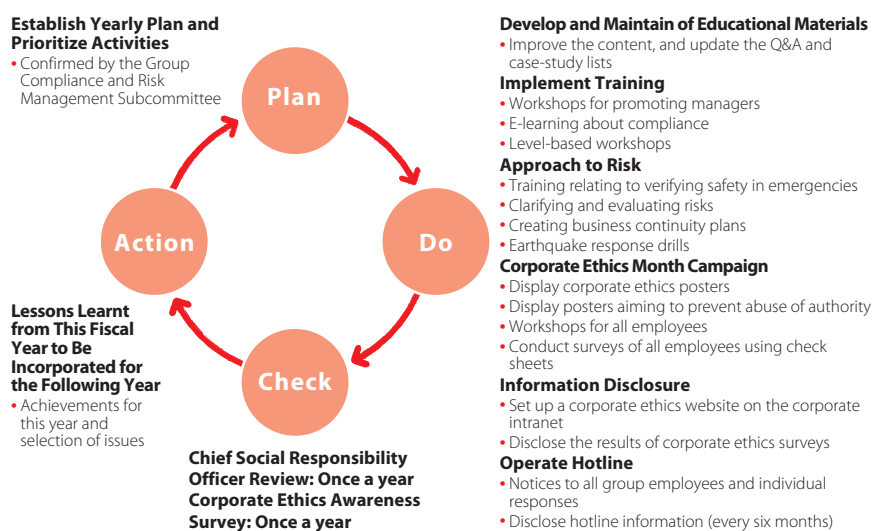 Establish Yearly Plan and
Prioritize Activities
• Confirmed by the Group
Compliance and Risk
Management Subcommittee
Plan
Do
Check
Action
Develop and Maintain of Educational Materials
• Improve the content, and update the Q&A and
case-study lists
Implement Training
• Workshops for promoting managers
• E-learning about compliance
• Level-based workshops
Approach to Risk
• Training relating to verifying safety in emergencies
• Clarifying and evaluating risks
• Creating business continuity plans
• Earthquake response drills
Corporate Ethics Month Campaign
• Display corporate ethics posters
• Display posters aiming to prevent abuse of authority
• Workshops for all employees
• Conduct surveys of all employees using check
sheets
Information Disclosure
• Set up a corporate ethics website on the corporate
intranet
• Disclose the results of corporate ethics surveys
Operate Hotline
• Notices to all group employees and individual
responses
• Disclose hotline information (every six months)
Chief Social Responsibility
Officer Review: Once a year
Corporate Ethics Awareness
Survey: Once a year
Lessons Learnt
from This Fiscal
Year to Be
Incorporated for
the Following Year
• Achievements for
this year and
selection of issues